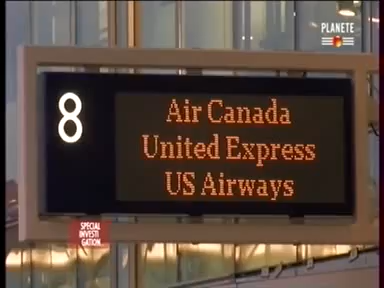 PLANETE
8
Air Canada
United Express
US Airways
SPECIAL
INVESTI
GATION